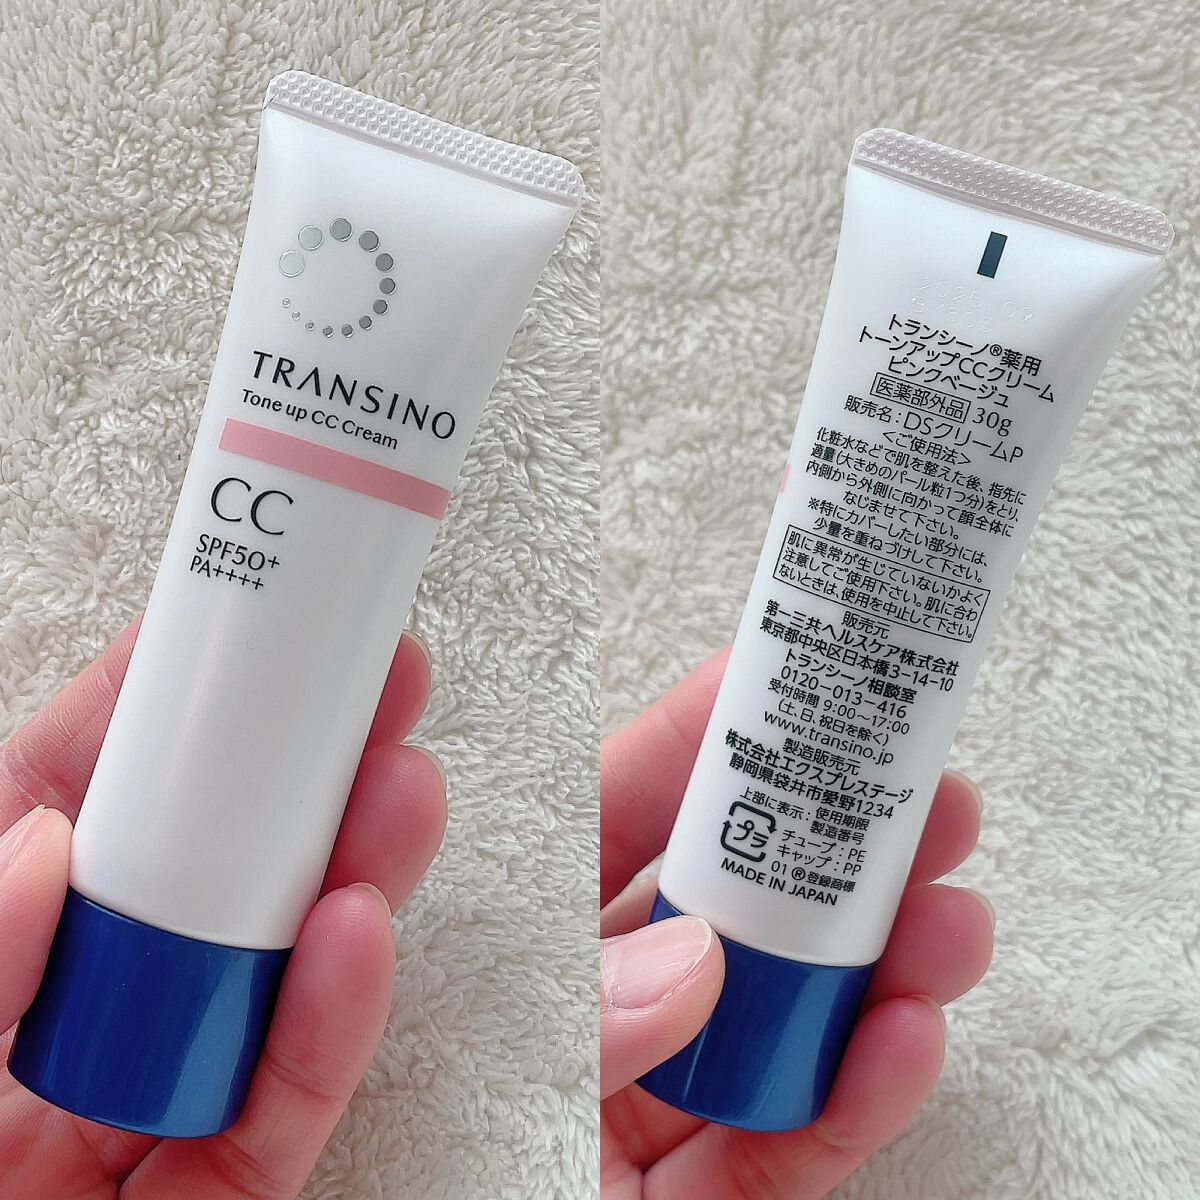 TRANSINO
Tone up CC Cream
CC
SPF50+
PA++++
2025.09
トランシーノ®薬用
トーンアップCCクリーム
ピンクベージュ
医薬部外品 30g
販売名:DSクリームP
<ご使用法>
化粧水などで肌を整えた後、指先に
適量(大きめのパール粒1つ分)をとり、
内側から外側に向かって顔全体に
なじませて下さい。
※特にカバーしたい部分には、
少量を重ねづけして下さい。
肌に異常が生じていないかよく
注意してご使用下さい。肌に合わ
ないときは、使用を中止して下さい。
販売元
第一三共ヘルスケア株式会社
東京都中央区日本橋3-14-10
トランシーノ相談室
0120-013-416
受付時間 9:00~17:00
(土、日、祝日を除く)
www.transino.jp
製造販売元
株式会社エクスプレステージ
静岡県袋井市愛野1234
上部に表示:使用期限
製造番号
プラ
チューブ:PE
キャップ:PP
01 ®登録商標
MADE IN JAPAN